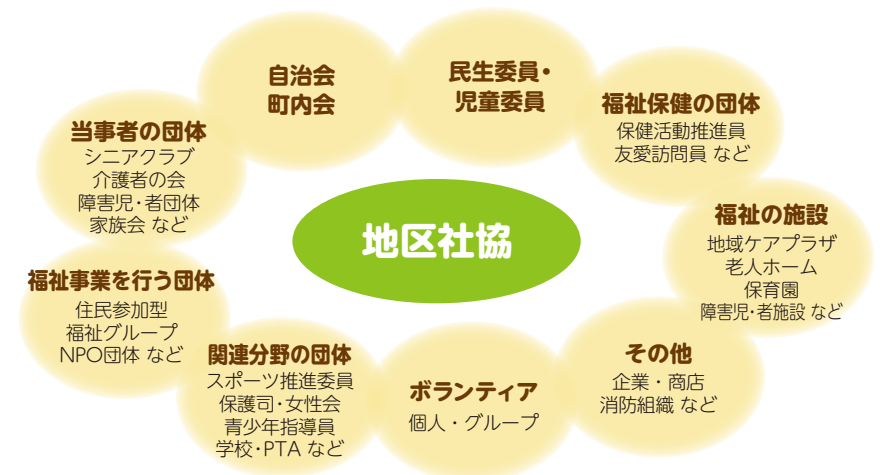 自治会
町内会
民生委員・
児童委員
福祉保健の団体
保健活動推進員
友愛訪問員 など
福祉の施設
地域ケアプラザ
老人ホーム
保育園
障害児・者施設 など
その他
企業・商店
消防組織 など
ボランティア
個人・グループ
関連分野の団体
スポーツ推進委員
保護司・女性会
青少年指導員
学校・PTA など
福祉事業を行う団体
住民参加型
福祉グループ
NPO団体 など
当事者の団体
シニアクラブ
介護者の会
障害児・者団体
家族会 など
地区社協